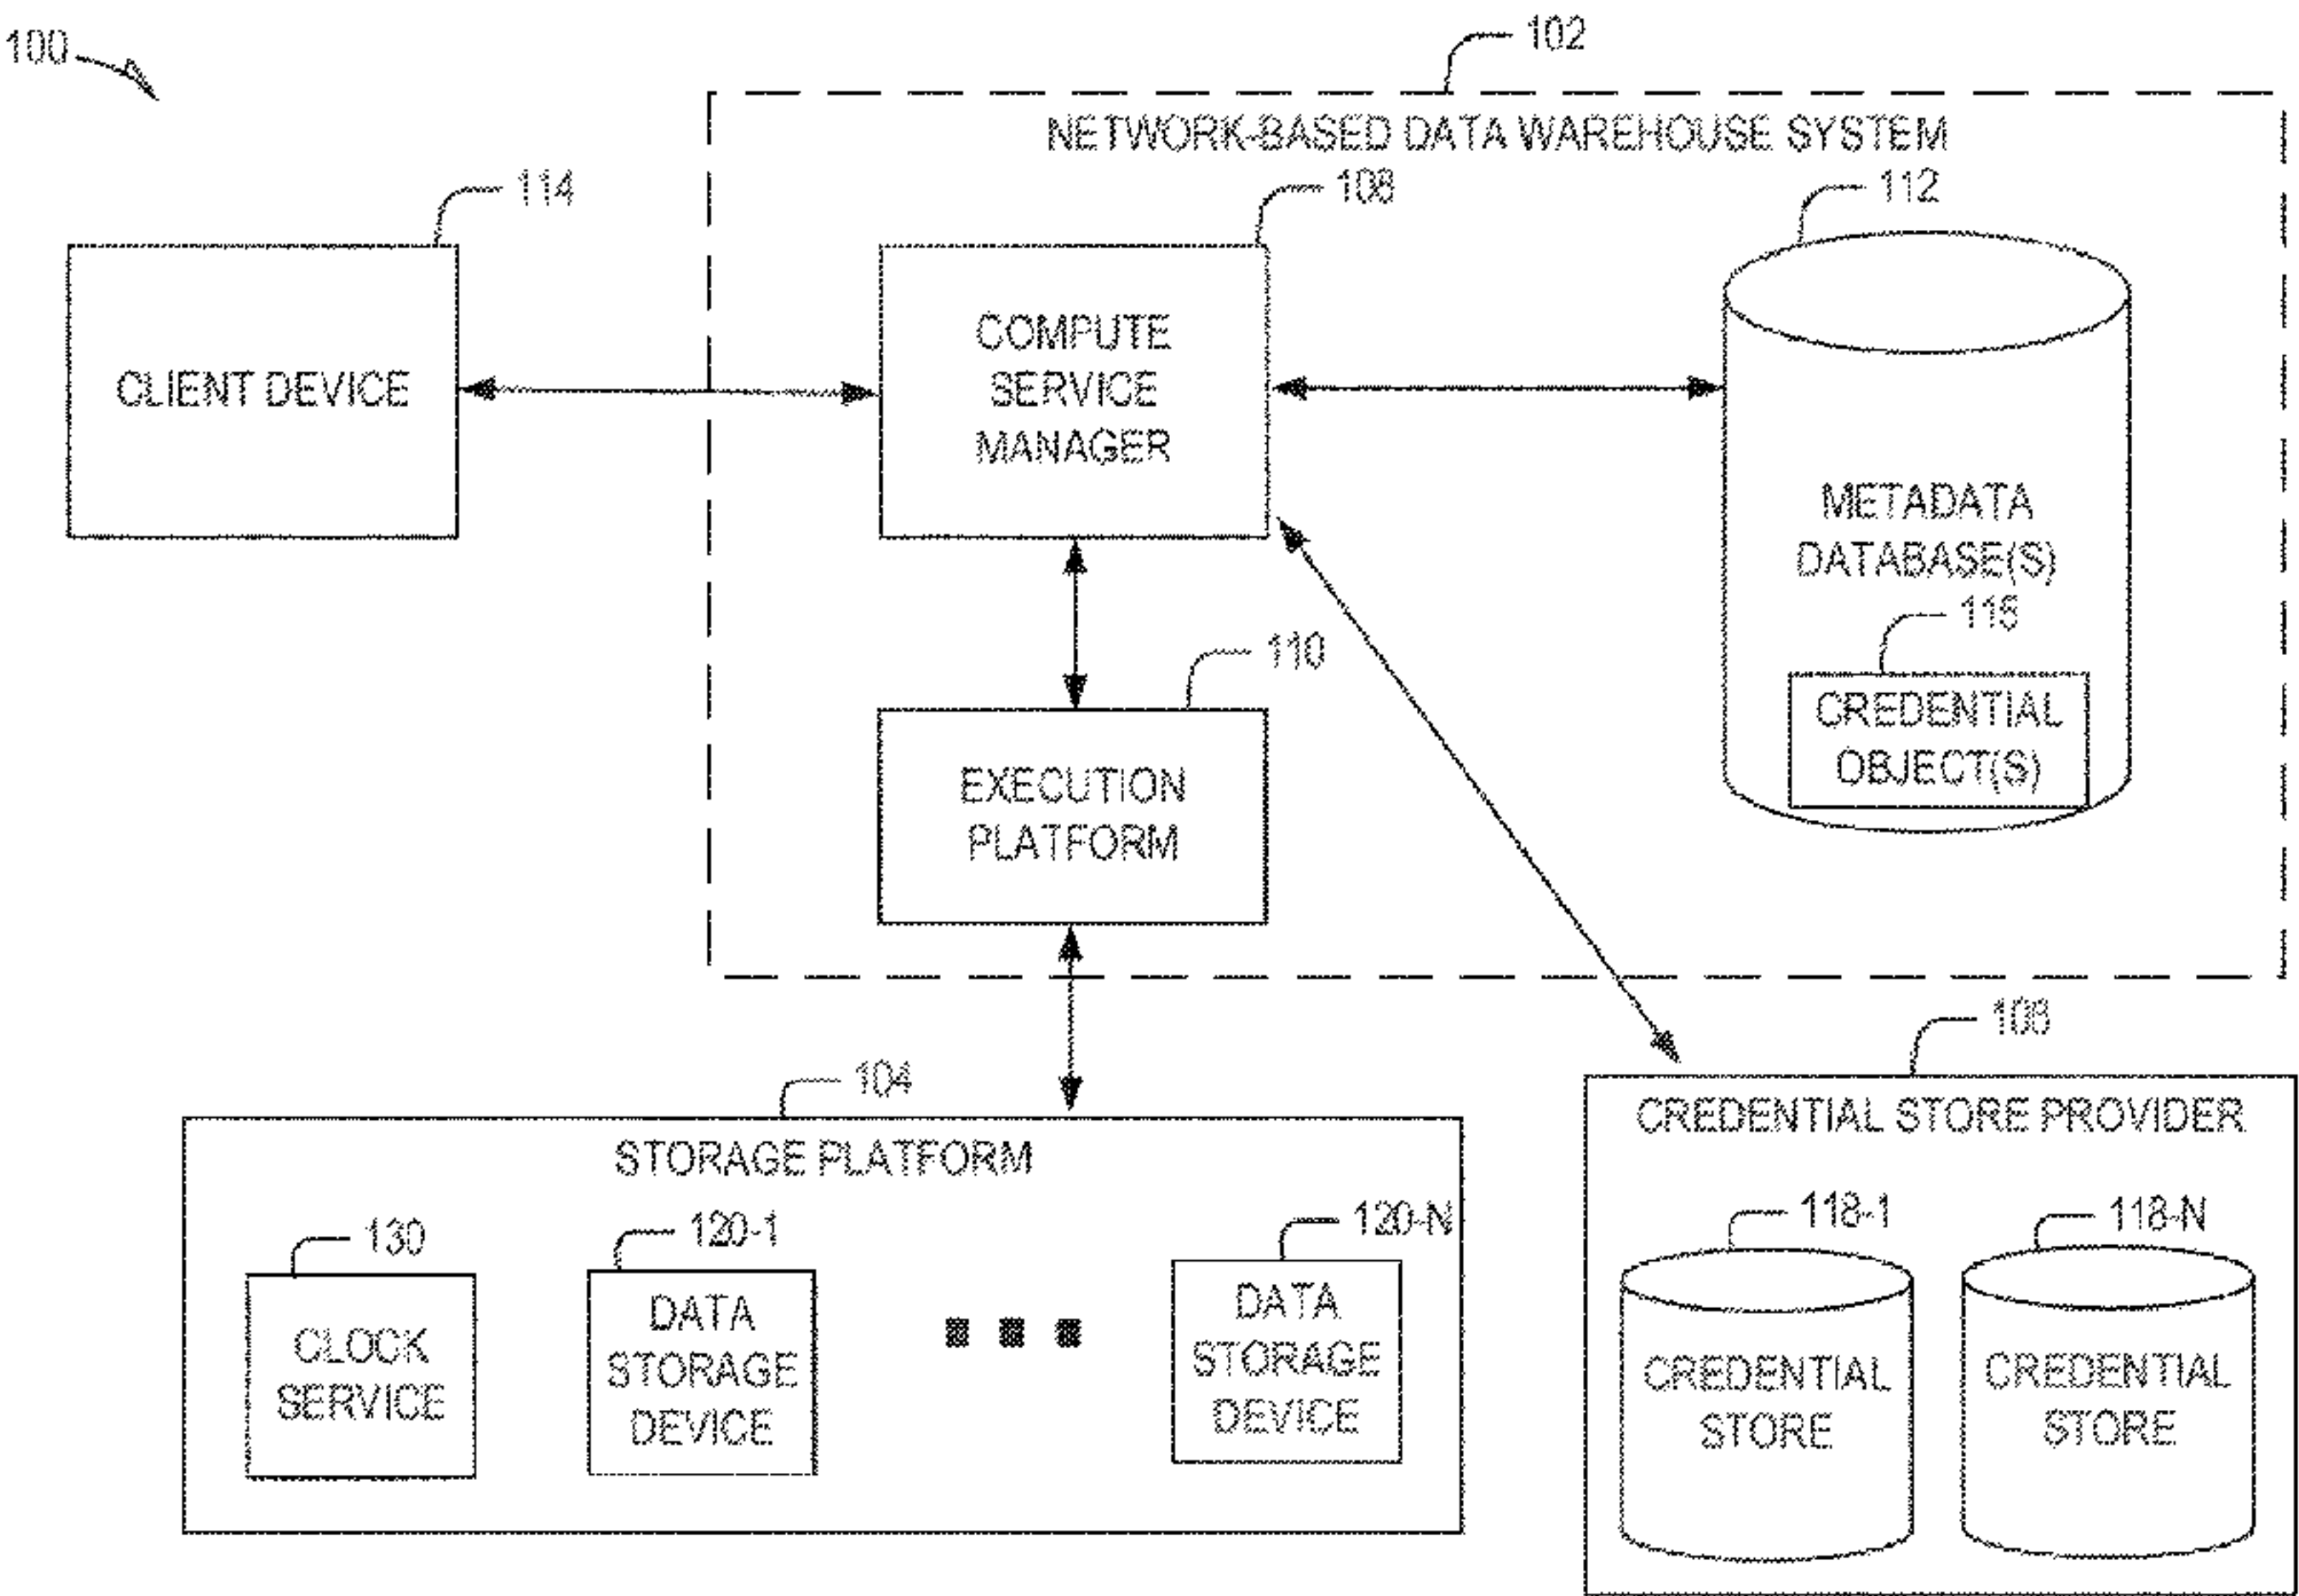 100
102
NETWORK-BASED DATA WAREHOUSE SYSTEM
114
108
112
CLIENT DEVICE
COMPUTE
SERVICE
MANAGER
METADATA
DATABASE(S)
116
CREDENTIAL
OBJECT(S)
110
EXECUTION
PLATFORM
104
STORAGE PLATFORM
130
CLOCK
SERVICE
120-1
DATA
STORAGE
DEVICE
120-N
DATA
STORAGE
DEVICE
106
CREDENTIAL STORE PROVIDER
118-1
CREDENTIAL
STORE
118-N
CREDENTIAL
STORE